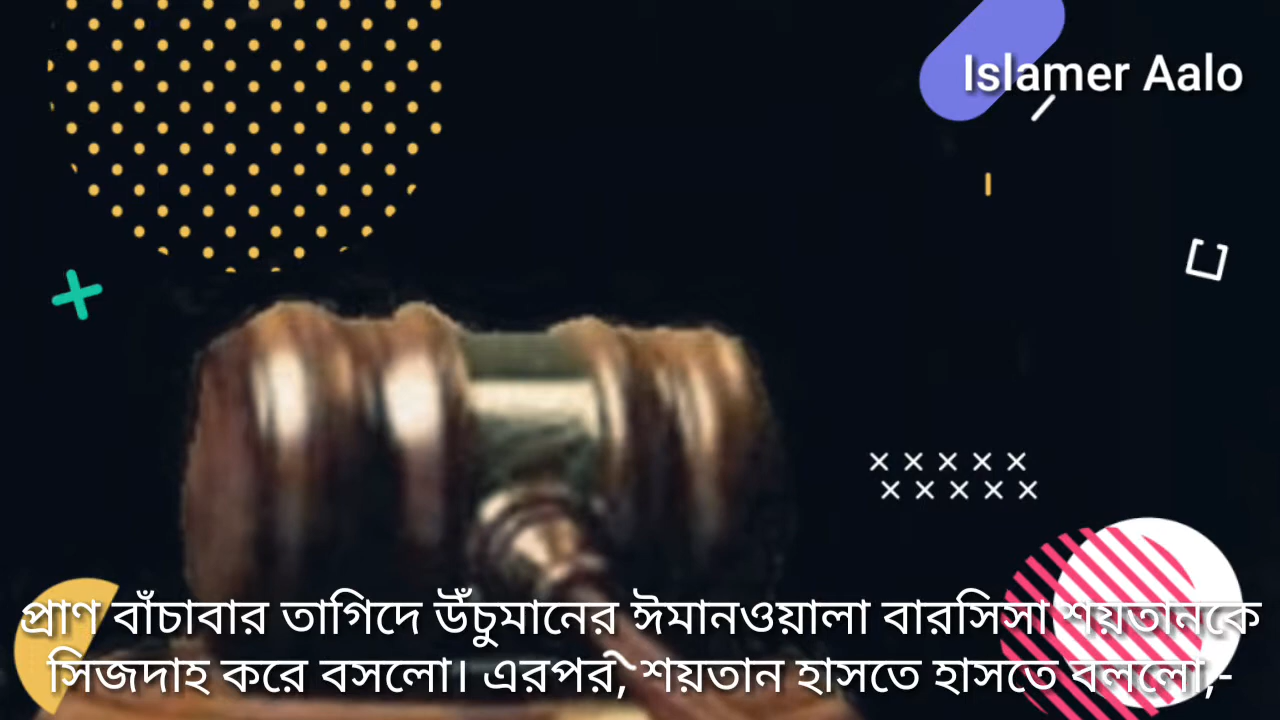 Islamer Aalo
প্রাণ বাঁচাবার তাগিদে উঁচুমানের ঈমানওয়ালা বারসিসা শয়তানকে
সিজদাহ করে বসলো। এরপর, শয়তান হাসতে হাসতে বললো,-